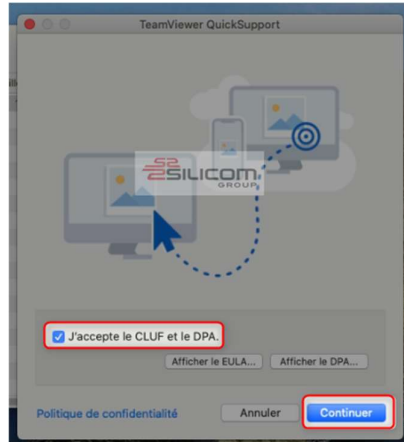 TeamViewer QuickSupport
S2
SILICOM
GROUP
J'accepte le CLUF et le DPA.
Afficher le EULA...
Afficher le DPA...
Politique de confidentialité
Annuler
Continuer